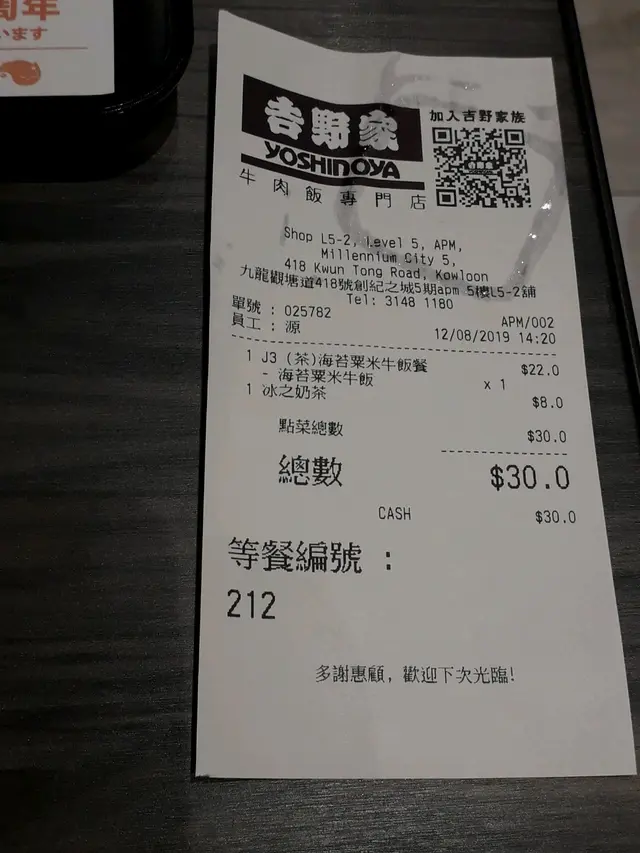 周年
います
吉野家
YOSHINOYA
牛肉飯專門店
加入吉野家族
Shop L5-2, Level 5, APM,
Millennium City 5,
418 Kwun Tong Road, Kowloon
九龍觀塘道418號創紀之城5期apm 5樓L5-2舖
Tel: 3148 1180
單號 : 025782 APM/002
員工 : 源 12/08/2019 14:20
1 J3 (茶)海苔粟米牛飯餐 $22.0
- 海苔粟米牛飯 x 1
1 冰之奶茶 $8.0
點菜總數 $30.0
總數 $30.0
CASH $30.0
等餐編號 :
212
多謝惠顧, 歡迎下次光臨!